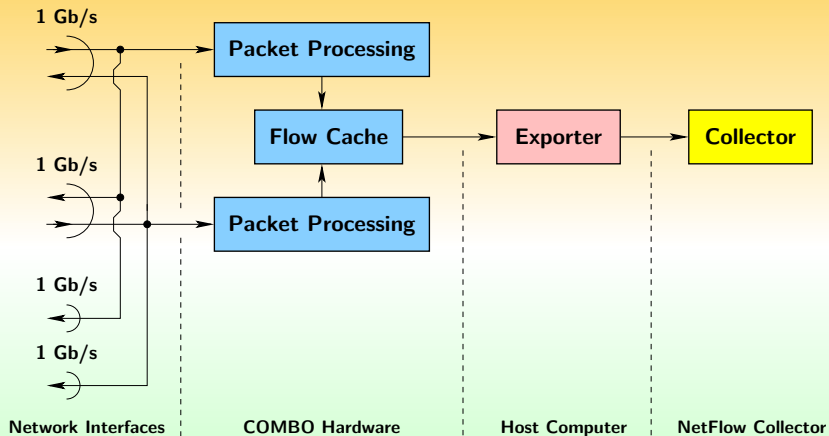 1 Gb/s
Packet Processing
Flow Cache
Exporter
Collector
1 Gb/s
Packet Processing
1 Gb/s
1 Gb/s
Network Interfaces
COMBO Hardware
Host Computer
NetFlow Collector